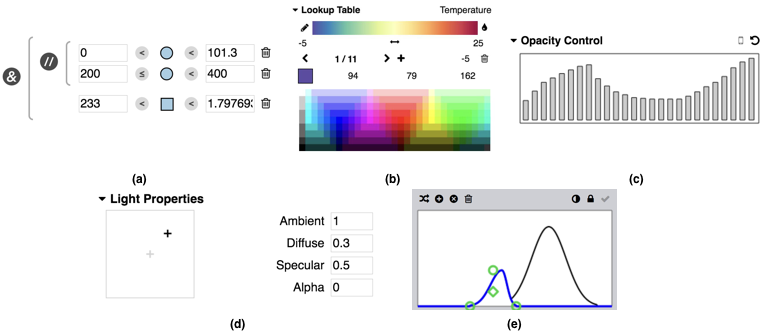 &
//
0 < < 101.3
200 ≤ < 400
233 < < 1.79769
(a)
Lookup Table Temperature
-5 25
1 / 11 -5
94 79 162
(b)
Opacity Control
(c)
Light Properties
Ambient 1
Diffuse 0.3
Specular 0.5
Alpha 0
(d)
(e)